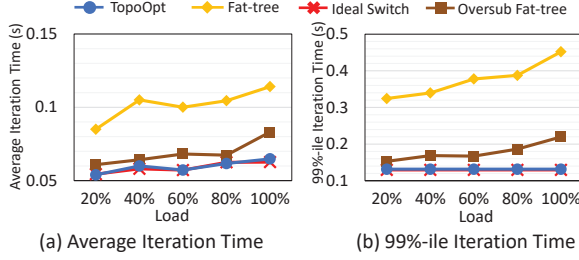 TopoOpt Fat-tree Ideal Switch Oversub Fat-tree
Average Iteration Time (s)
0.15
0.1
0.05
20% 40% 60% 80% 100%
Load
(a) Average Iteration Time
99%-ile Iteration Time (s)
0.5
0.4
0.3
0.2
0.1
20% 40% 60% 80% 100%
Load
(b) 99%-ile Iteration Time